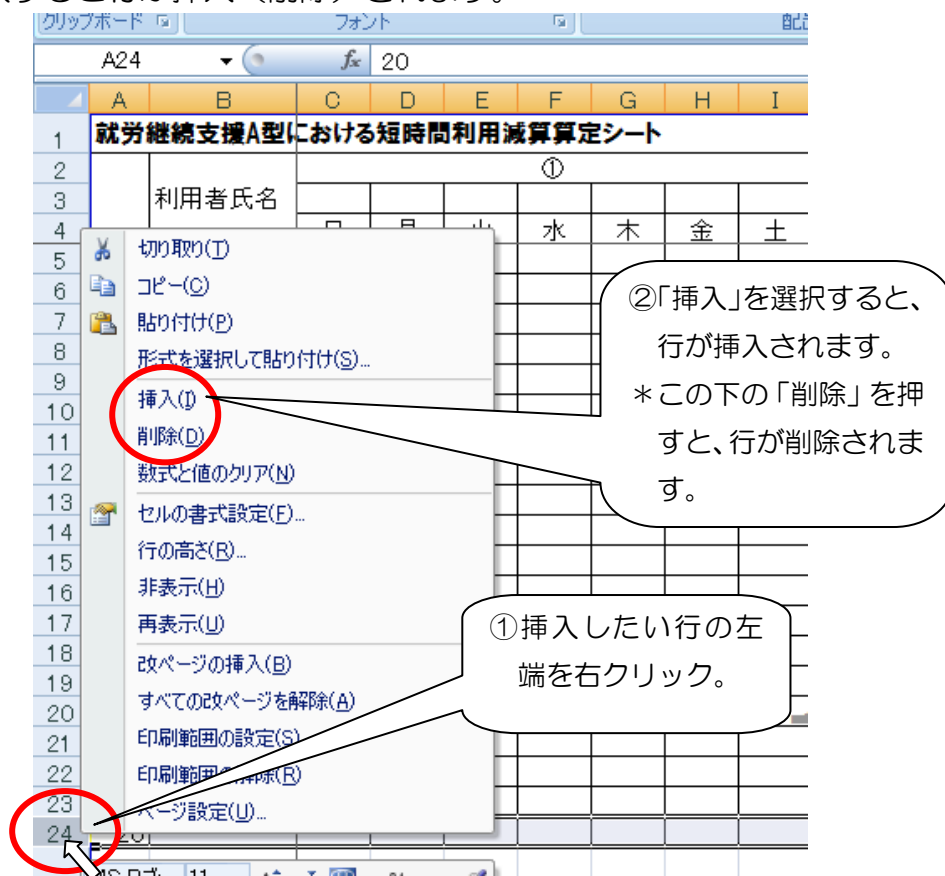 クリップボード フォント
A24 fx 20
A B C D E F G H I
1 就労継続支援A型における短時間利用減算算定シート
2 ①
3 利用者氏名
4 水 木 金 土
5
6
7
8
9
10
11
12
13
14
15
16
17
18
19
20
21
22
23
24 20
切り取り(T)
コピー(C)
貼り付け(P)
形式を選択して貼り付け(S)...
挿入(I)
削除(D)
数式と値のクリア(N)
セルの書式設定(F)...
行の高さ(R)...
非表示(H)
再表示(U)
改ページの挿入(B)
すべての改ページを解除(A)
印刷範囲の設定(S)
印刷範囲の解除(R)
ページ設定(U)...
②「挿入」を選択すると、
行が挿入されます。
＊この下の「削除」を押
すと、行が削除されま
す。
①挿入したい行の左
端を右クリック。
11